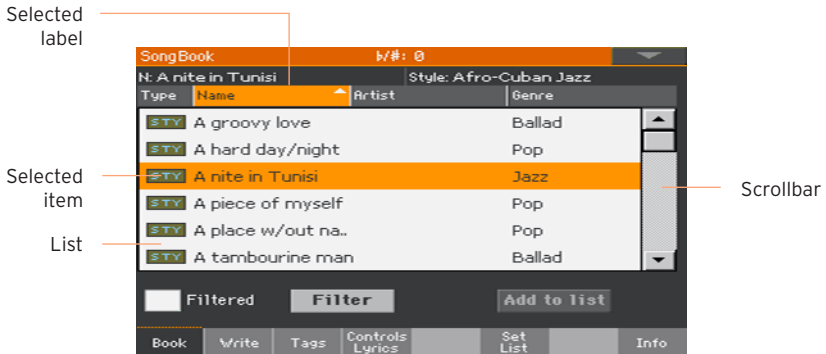 Selected
label
SongBook ♭/#: 0
N: A nite in Tunisi Style: Afro-Cuban Jazz
Type Name Artist Genre
STY A groovy love Ballad
STY A hard day/night Pop
Selected
item
STY A nite in Tunisi Jazz
Scrollbar
STY A piece of myself Pop
List
STY A place w/out na.. Pop
STY A tambourine man Ballad
Filtered Filter Add to list
Book Write Tags Controls
Lyrics Set
List Info